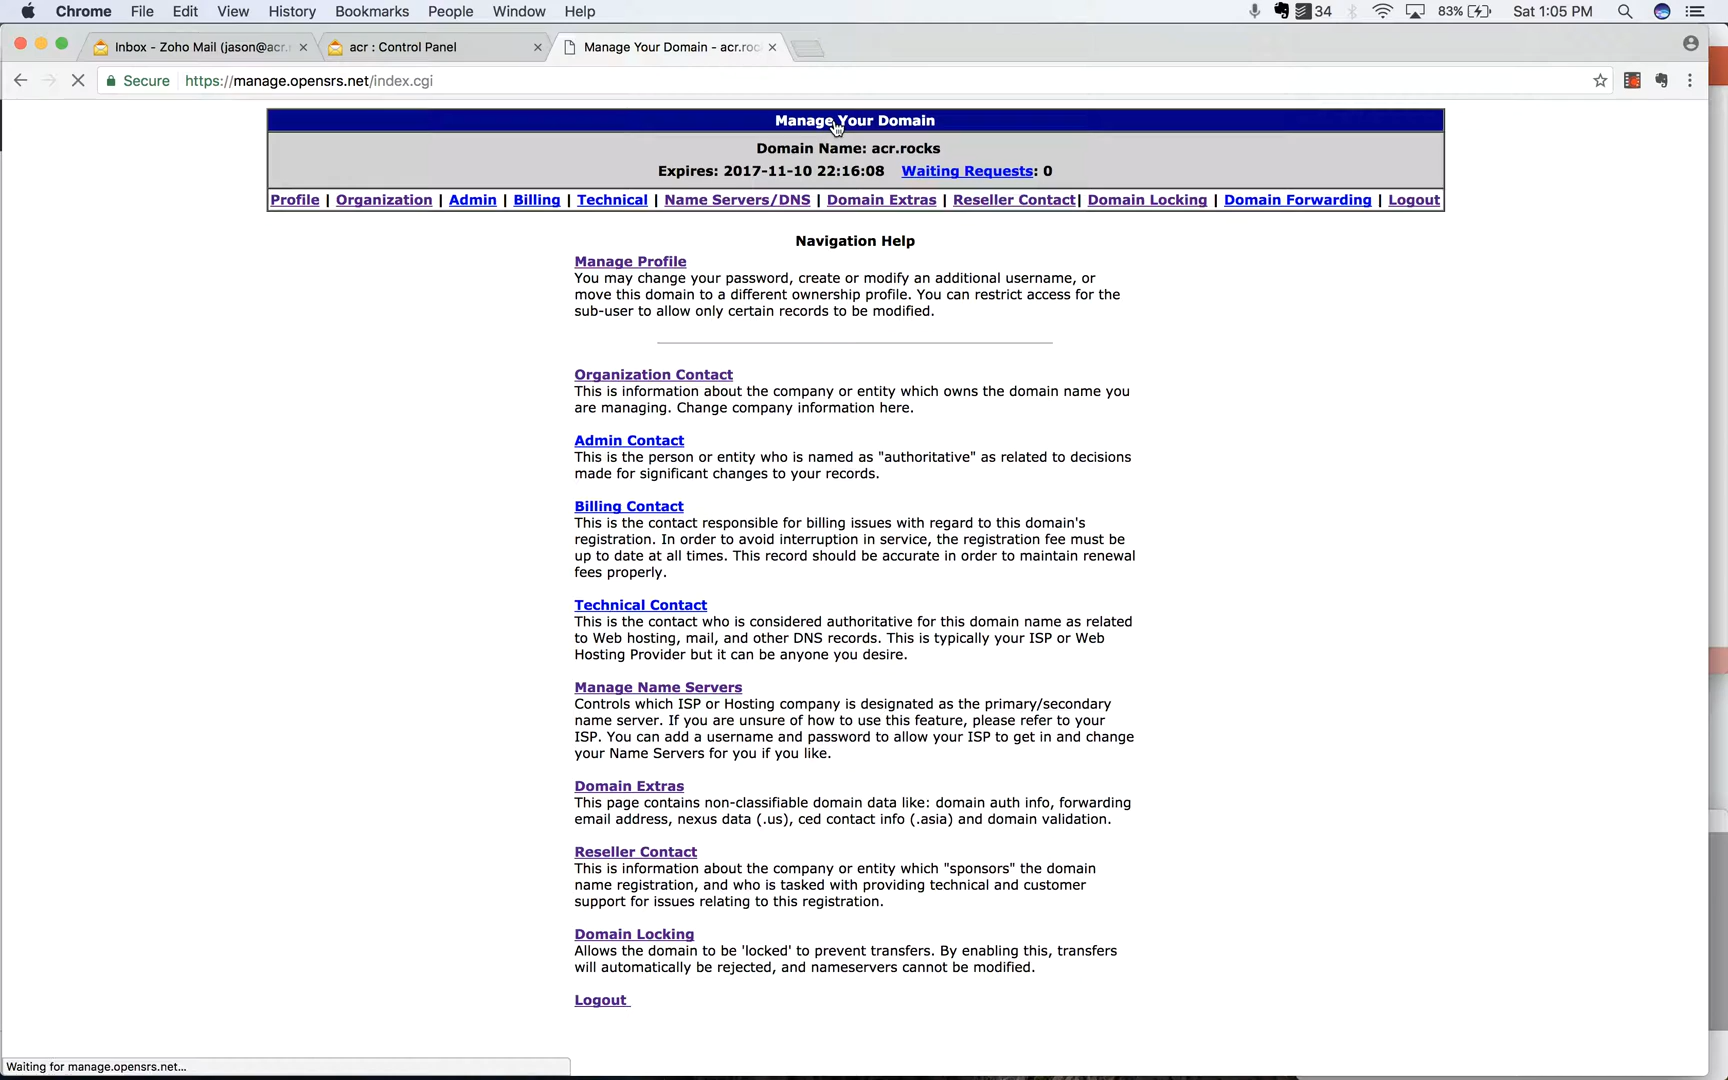 Chrome File Edit View History Bookmarks People Window Help 34 83% Sat 1:05 PM
Inbox - Zoho Mail (jason@acr. acr : Control Panel Manage Your Domain - acr.roc
Secure https://manage.opensrs.net/index.cgi
Manage Your Domain
Domain Name: acr.rocks
Expires: 2017-11-10 22:16:08 Waiting Requests: 0
Profile | Organization | Admin | Billing | Technical | Name Servers/DNS | Domain Extras | Reseller Contact| Domain Locking | Domain Forwarding | Logout
Navigation Help
Manage Profile
You may change your password, create or modify an additional username, or
move this domain to a different ownership profile. You can restrict access for the
sub-user to allow only certain records to be modified.
Organization Contact
This is information about the company or entity which owns the domain name you
are managing. Change company information here.
Admin Contact
This is the person or entity who is named as "authoritative" as related to decisions
made for significant changes to your records.
Billing Contact
This is the contact responsible for billing issues with regard to this domain's
registration. In order to avoid interruption in service, the registration fee must be
up to date at all times. This record should be accurate in order to maintain renewal
fees properly.
Technical Contact
This is the contact who is considered authoritative for this domain name as related
to Web hosting, mail, and other DNS records. This is typically your ISP or Web
Hosting Provider but it can be anyone you desire.
Manage Name Servers
Controls which ISP or Hosting company is designated as the primary/secondary
name server. If you are unsure of how to use this feature, please refer to your
ISP. You can add a username and password to allow your ISP to get in and change
your Name Servers for you if you like.
Domain Extras
This page contains non-classifiable domain data like: domain auth info, forwarding
email address, nexus data (.us), ced contact info (.asia) and domain validation.
Reseller Contact
This is information about the company or entity which "sponsors" the domain
name registration, and who is tasked with providing technical and customer
support for issues relating to this registration.
Domain Locking
Allows the domain to be 'locked' to prevent transfers. By enabling this, transfers
will automatically be rejected, and nameservers cannot be modified.
Logout
Waiting for manage.opensrs.net...